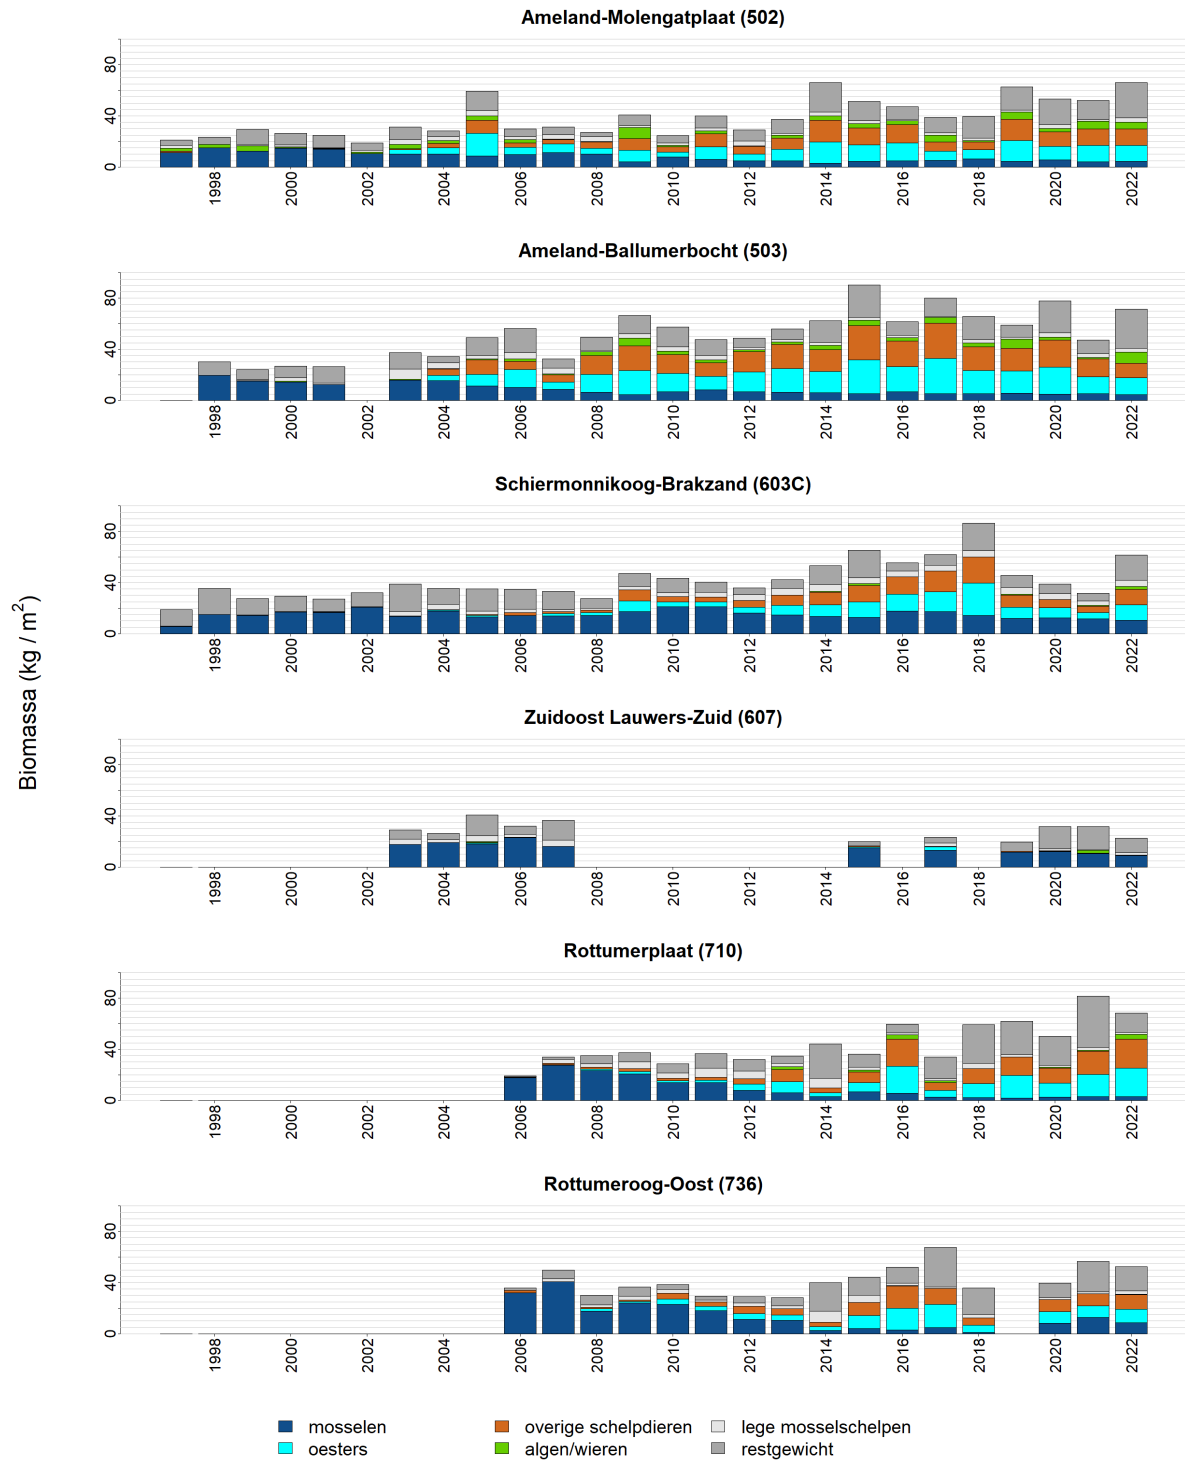 Ameland-Molengatplaat (502)
0 40 80
1998 2000 2002 2004 2006 2008 2010 2012 2014 2016 2018 2020 2022
Ameland-Ballumerbocht (503)
0 40 80
1998 2000 2002 2004 2006 2008 2010 2012 2014 2016 2018 2020 2022
Schiermonnikoog-Brakzand (603C)
0 40 80
1998 2000 2002 2004 2006 2008 2010 2012 2014 2016 2018 2020 2022
Biomassa (kg / m²)
Zuidoost Lauwers-Zuid (607)
0 40 80
1998 2000 2002 2004 2006 2008 2010 2012 2014 2016 2018 2020 2022
Rottumerplaat (710)
0 40 80
1998 2000 2002 2004 2006 2008 2010 2012 2014 2016 2018 2020 2022
Rottumeroog-Oost (736)
0 40 80
1998 2000 2002 2004 2006 2008 2010 2012 2014 2016 2018 2020 2022
mosselen overige schelpdieren lege mosselschelpen
oesters algen/wieren restgewicht